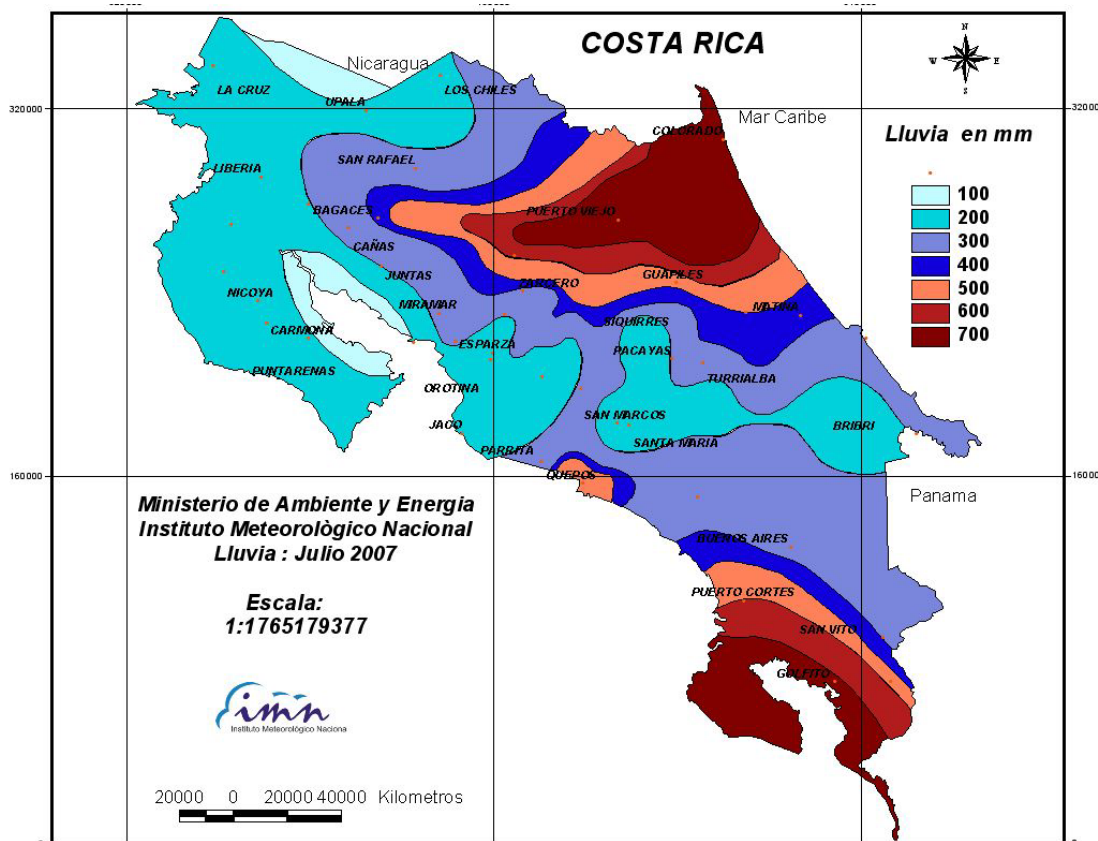 COSTA RICA
N
W E
S
Nicaragua
Mar Caribe
LA CRUZ
LOS CHILES
UPALA
320000
COLORADO
SAN RAFAEL
LIBERIA
BAGACES
PUERTO VIEJO
CAÑAS
JUNTAS
ZARCERO
GUAPILES
NICOYA
MIRAMAR
MATINA
CARMONA
SIQUIRRES
ESPARZA
PACAYAS
PUNTARENAS
TURRIALBA
OROTINA
SAN MARCOS
JACO
BRIBRI
SANTA MARIA
PARRITA
QUEPOS
160000
Panama
BUENOS AIRES
PUERTO CORTES
SAN VITO
GOLFITO
Lluvia en mm
100
200
300
400
500
600
700
Ministerio de Ambiente y Energia
Instituto Meteorològico Nacional
Lluvia : Julio 2007
Escala:
1:1765179377
imn
Instituto Meteorológico Naciona
20000 0 20000 40000 Kilometros